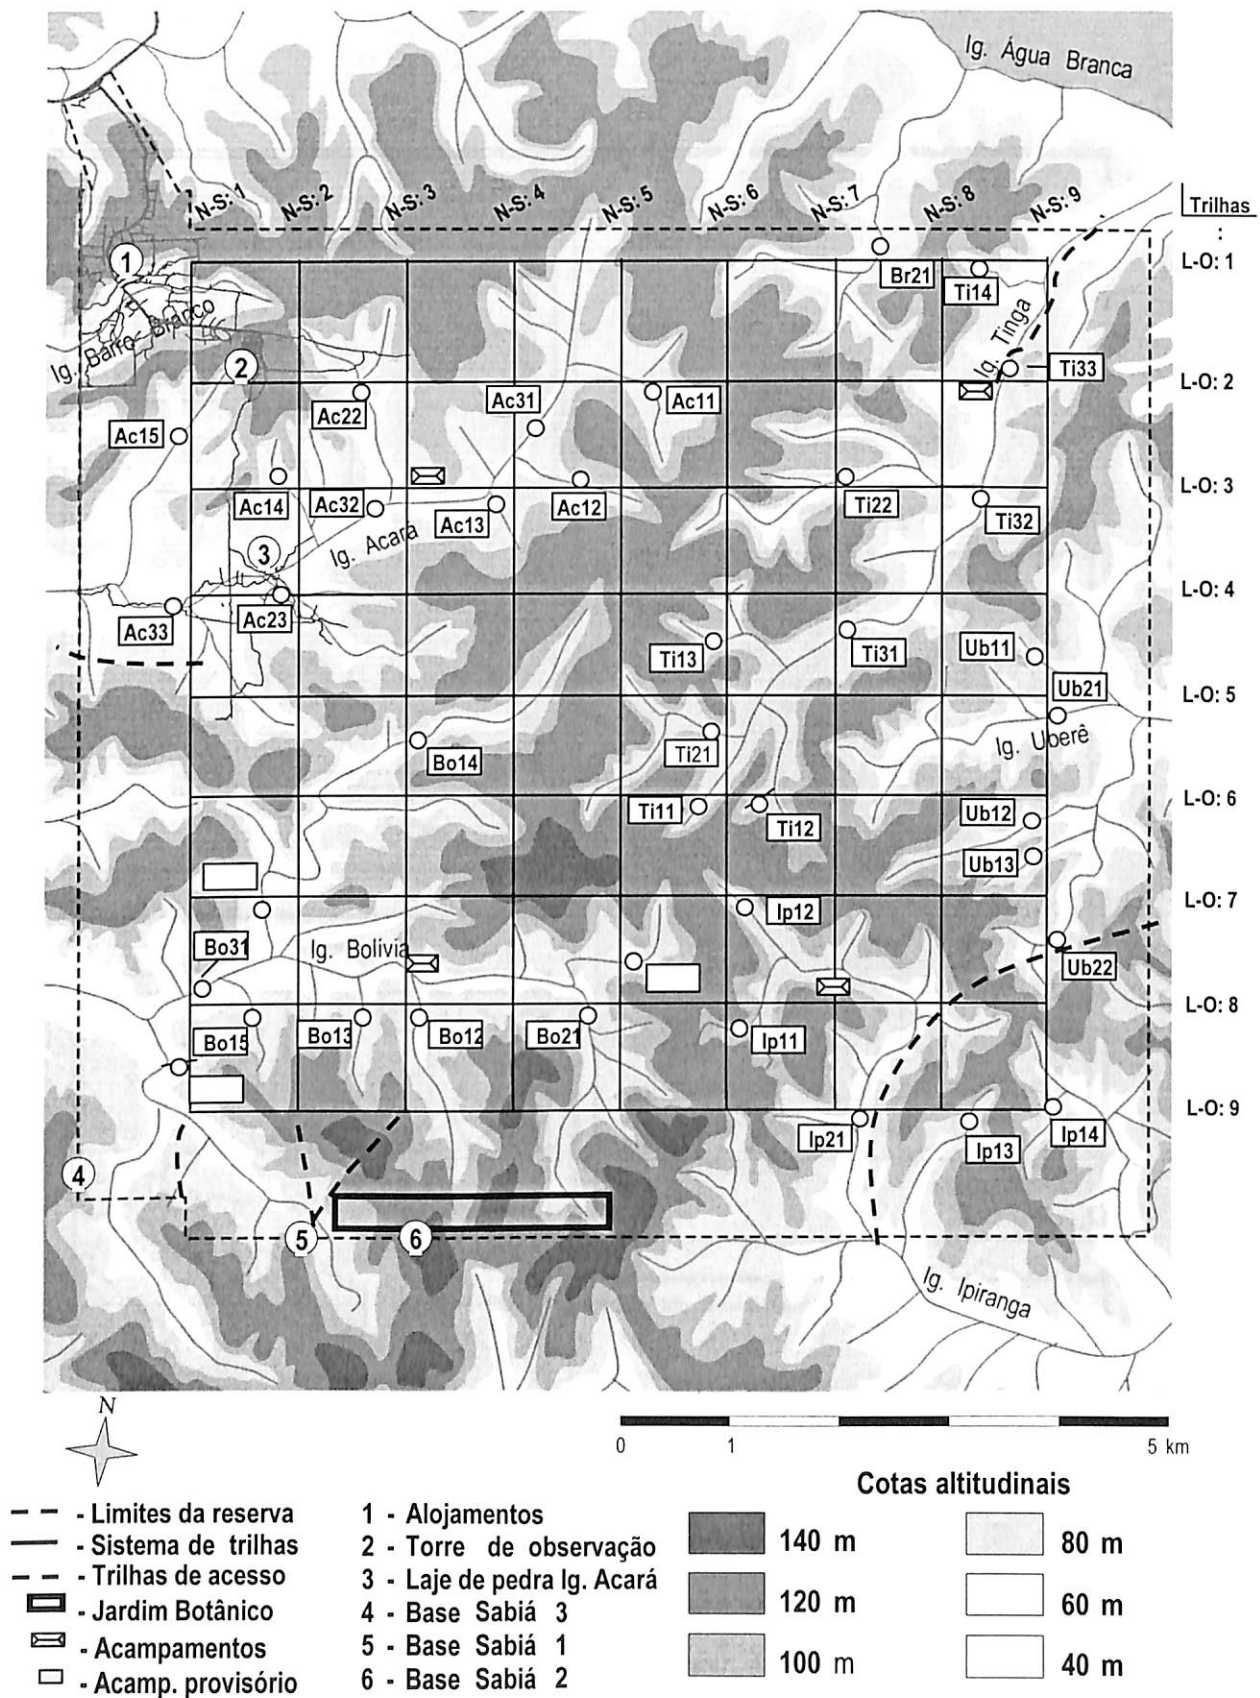 Ig. Água Branca
N-S: 1
N-S: 2
N-S: 3
N-S: 4
N-S: 5
N-S: 6
N-S: 7
N-S: 8
N-S: 9
Trilhas
:
1
Br21
Ti14
L-O: 1
Ig. Barro Branco
Ig. Tinga
2
Ti33
L-O: 2
Ac22
Ac31
Ac11
Ac15
L-O: 3
Ac14
Ac32
Ac13
Ac12
Ti22
Ti32
3
Ig. Acará
L-O: 4
Ac33
Ac23
Ti13
Ti31
Ub11
Ub21
L-O: 5
Bo14
Ti21
Ig. Uberê
Ti11
Ti12
Ub12
L-O: 6
Ub13
Ip12
L-O: 7
Bo31
Ig. Bolívia
Ub22
L-O: 8
Bo15
Bo13
Bo12
Bo21
Ip11
L-O: 9
Ip21
Ip13
Ip14
4
5
6
Ig. Ipiranga
N
0 1 5 km
Cotas altitudinais
- Limites da reserva
- Sistema de trilhas
- Trilhas de acesso
- Jardim Botânico
- Acampamentos
- Acamp. provisório
1 - Alojamentos
2 - Torre de observação
3 - Laje de pedra Ig. Acará
4 - Base Sabiá 3
5 - Base Sabiá 1
6 - Base Sabiá 2
140 m
120 m
100 m
80 m
60 m
40 m